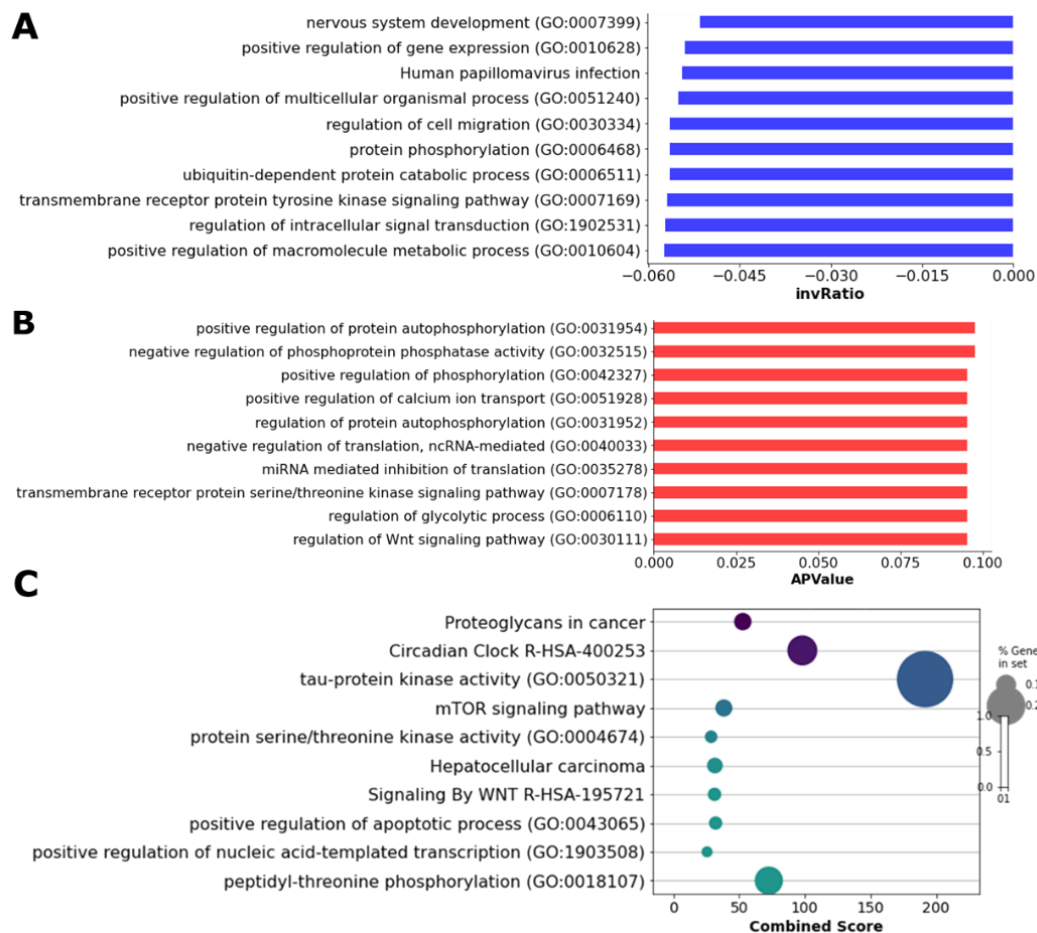 A
nervous system development (GO:0007399)
positive regulation of gene expression (GO:0010628)
Human papillomavirus infection
positive regulation of multicellular organismal process (GO:0051240)
regulation of cell migration (GO:0030334)
protein phosphorylation (GO:0006468)
ubiquitin-dependent protein catabolic process (GO:0006511)
transmembrane receptor protein tyrosine kinase signaling pathway (GO:0007169)
regulation of intracellular signal transduction (GO:1902531)
positive regulation of macromolecule metabolic process (GO:0010604)
−0.060 −0.045 −0.030 −0.015 0.000
invRatio
B
positive regulation of protein autophosphorylation (GO:0031954)
negative regulation of phosphoprotein phosphatase activity (GO:0032515)
positive regulation of phosphorylation (GO:0042327)
positive regulation of calcium ion transport (GO:0051928)
regulation of protein autophosphorylation (GO:0031952)
negative regulation of translation, ncRNA-mediated (GO:0040033)
miRNA mediated inhibition of translation (GO:0035278)
transmembrane receptor protein serine/threonine kinase signaling pathway (GO:0007178)
regulation of glycolytic process (GO:0006110)
regulation of Wnt signaling pathway (GO:0030111)
0.000 0.025 0.050 0.075 0.100
APValue
C
Proteoglycans in cancer
Circadian Clock R-HSA-400253
tau-protein kinase activity (GO:0050321)
mTOR signaling pathway
protein serine/threonine kinase activity (GO:0004674)
Hepatocellular carcinoma
Signaling By WNT R-HSA-195721
positive regulation of apoptotic process (GO:0043065)
positive regulation of nucleic acid-templated transcription (GO:1903508)
peptidyl-threonine phosphorylation (GO:0018107)
0 50 100 150 200
Combined Score
% Gene
in set
0.1
0.2
1.0
0.5
0.0
01